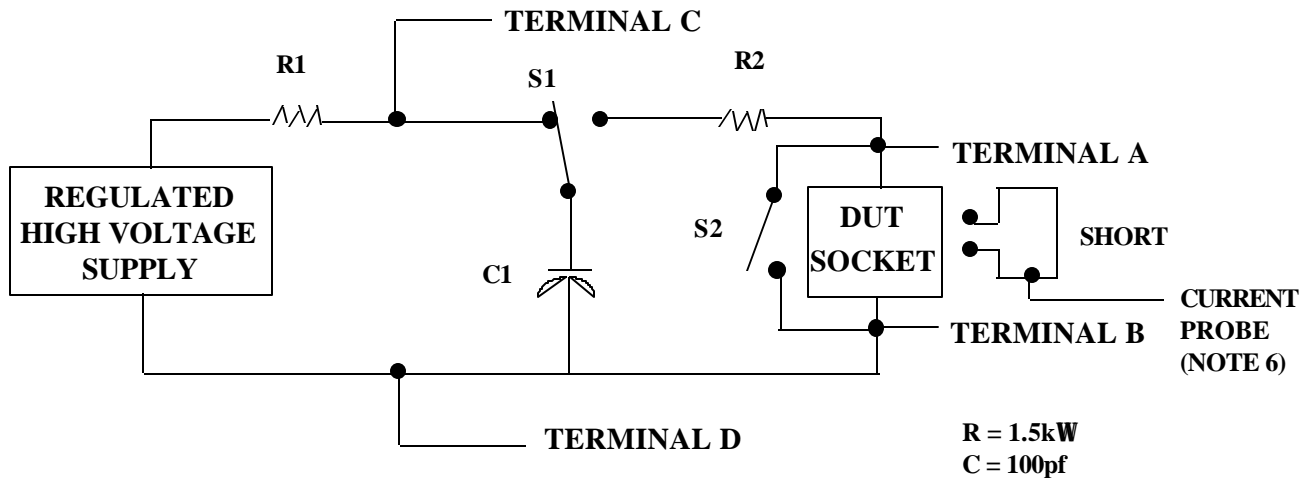 TERMINAL C
R1
S1
R2
TERMINAL A
REGULATED
HIGH VOLTAGE
SUPPLY
DUT
SOCKET
S2
SHORT
C1
CURRENT
PROBE
(NOTE 6)
TERMINAL B
TERMINAL D
R = 1.5kW
C = 100pf